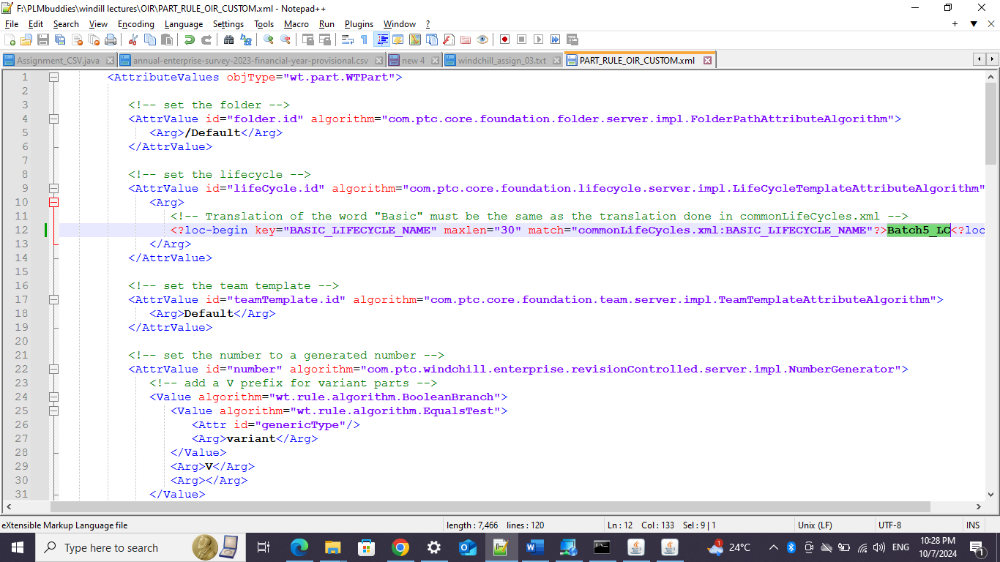 F:\PLMbuddies\windill lectures\OIR\PART_RULE_OIR_CUSTOM.xml - Notepad++
File Edit Search View Encoding Language Settings Tools Macro Run Plugins Window ? + ▼ X
Assignment_CSV.java annual-enterprise-survey-2023-financial-year-provisional.csv new 4 windchill_assign_03.txt PART_RULE_OIR_CUSTOM.xml
1 <AttributeValues objType="wt.part.WTPart">
2
3 <!-- set the folder -->
4 <AttrValue id="folder.id" algorithm="com.ptc.core.foundation.folder.server.impl.FolderPathAttributeAlgorithm">
5 <Arg>/Default</Arg>
6 </AttrValue>
7
8 <!-- set the lifecycle -->
9 <AttrValue id="lifeCycle.id" algorithm="com.ptc.core.foundation.lifecycle.server.impl.LifeCycleTemplateAttributeAlgorithm"
10 <Arg>
11 <!-- Translation of the word "Basic" must be the same as the translation done in commonLifeCycles.xml -->
12 <?loc-begin key="BASIC_LIFECYCLE_NAME" maxlen="30" match="commonLifeCycles.xml:BASIC_LIFECYCLE_NAME"?>Batch5_LC<?loc
13 </Arg>
14 </AttrValue>
15
16 <!-- set the team template -->
17 <AttrValue id="teamTemplate.id" algorithm="com.ptc.core.foundation.team.server.impl.TeamTemplateAttributeAlgorithm">
18 <Arg>Default</Arg>
19 </AttrValue>
20
21 <!-- set the number to a generated number -->
22 <AttrValue id="number" algorithm="com.ptc.windchill.enterprise.revisionControlled.server.impl.NumberGenerator">
23 <!-- add a V prefix for variant parts -->
24 <Value algorithm="wt.rule.algorithm.BooleanBranch">
25 <Value algorithm="wt.rule.algorithm.EqualsTest">
26 <Attr id="genericType"/>
27 <Arg>variant</Arg>
28 </Value>
29 <Arg>V</Arg>
30 <Arg></Arg>
31 </Value>
eXtensible Markup Language file length : 7,466 lines : 120 Ln : 12 Col : 133 Sel : 9 | 1 Unix (LF) UTF-8 INS
Type here to search 1 24°C ENG 10:28 PM
10/7/2024 1